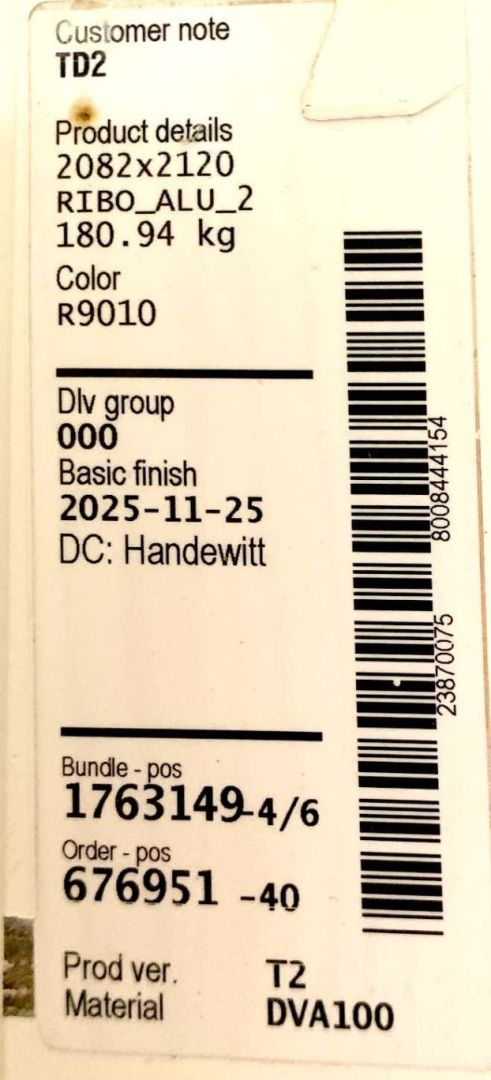 Customer note
TD2
Product details
2082x2120
RIBO_ALU_2
180.94 kg
Color
R9010
Dlv group
000
Basic finish
2025-11-25
DC: Handewitt
8008444154
23870075
Bundle - pos
1763149-4/6
Order - pos
676951 -40
Prod ver. T2
Material DVA100